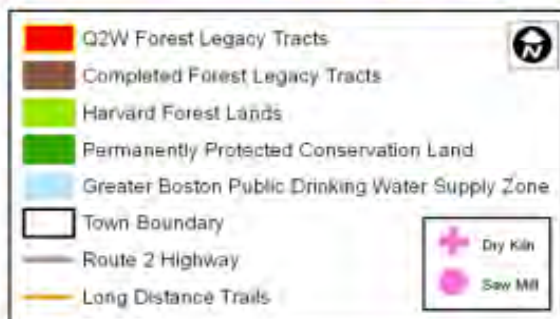 Q2W Forest Legacy Tracts
N
Completed Forest Legacy Tracts
Harvard Forest Lands
Permanently Protected Conservation Land
Greater Boston Public Drinking Water Supply Zone
Town Boundary
Route 2 Highway
Long Distance Trails
Dry Kiln
Saw Mill